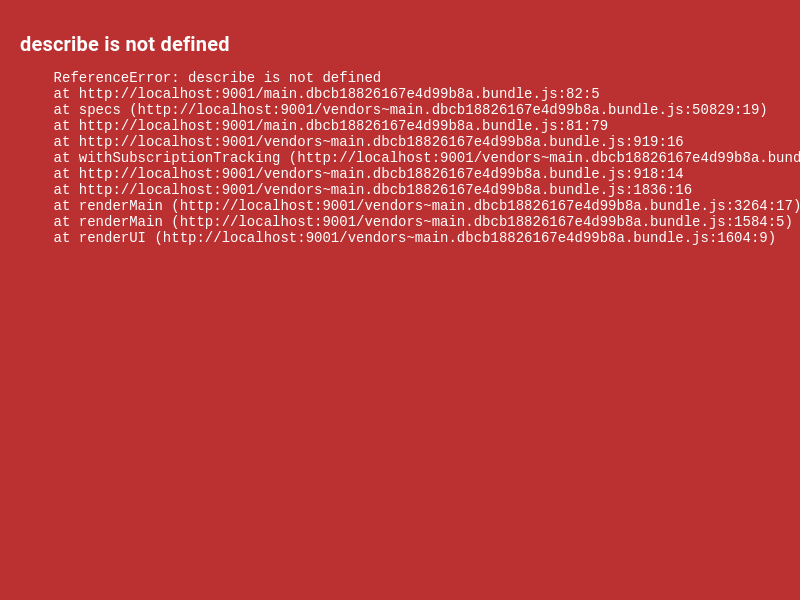 describe is not defined
ReferenceError: describe is not defined
at http://localhost:9001/main.dbcb18826167e4d99b8a.bundle.js:82:5
at specs (http://localhost:9001/vendors~main.dbcb18826167e4d99b8a.bundle.js:50829:19)
at http://localhost:9001/main.dbcb18826167e4d99b8a.bundle.js:81:79
at http://localhost:9001/vendors~main.dbcb18826167e4d99b8a.bundle.js:919:16
at withSubscriptionTracking (http://localhost:9001/vendors~main.dbcb18826167e4d99b8a.bund
at http://localhost:9001/vendors~main.dbcb18826167e4d99b8a.bundle.js:918:14
at http://localhost:9001/vendors~main.dbcb18826167e4d99b8a.bundle.js:1836:16
at renderMain (http://localhost:9001/vendors~main.dbcb18826167e4d99b8a.bundle.js:3264:17)
at renderMain (http://localhost:9001/vendors~main.dbcb18826167e4d99b8a.bundle.js:1584:5)
at renderUI (http://localhost:9001/vendors~main.dbcb18826167e4d99b8a.bundle.js:1604:9)